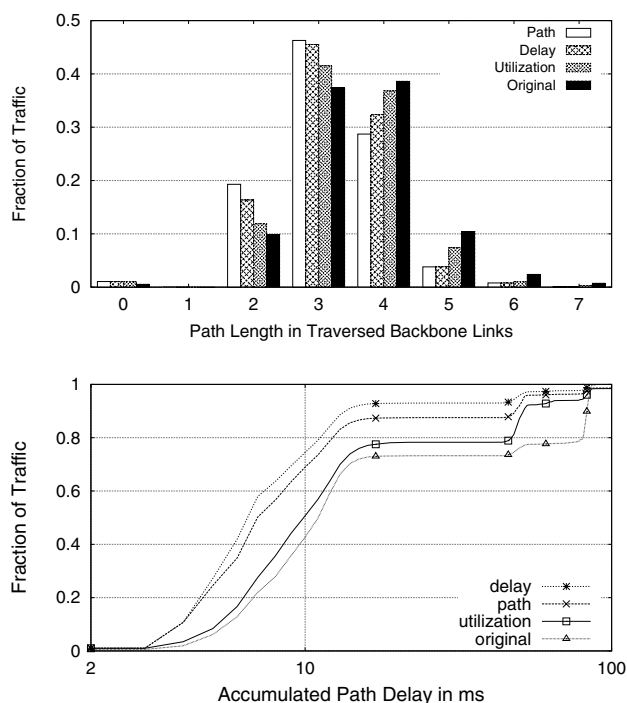 0.5
0.4
0.3
0.2
0.1
0
Fraction of Traffic
Path
Delay
Utilization
Original
0 1 2 3 4 5 6 7
Path Length in Traversed Backbone Links
1
0.8
0.6
0.4
0.2
0
Fraction of Traffic
delay
path
utilization
original
2 10 100
Accumulated Path Delay in ms